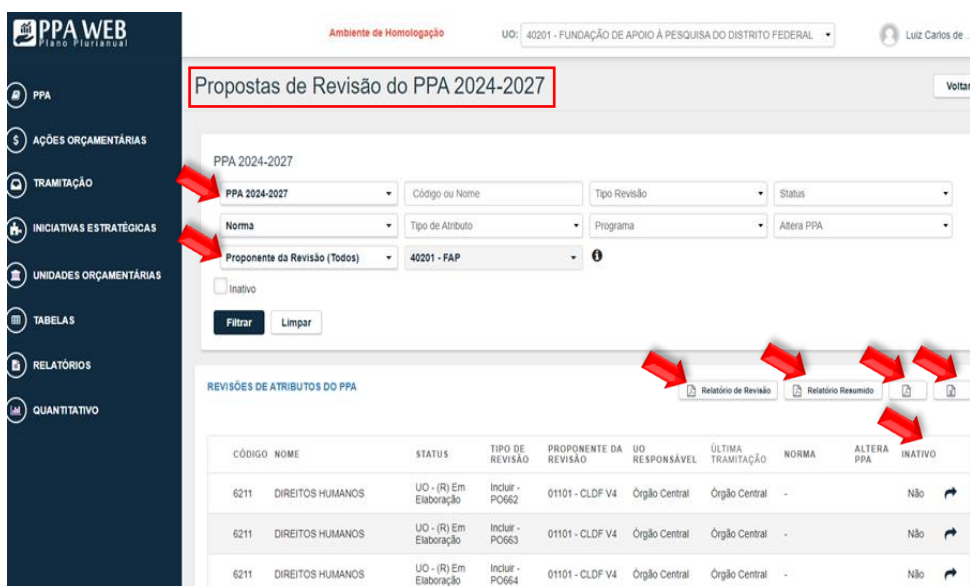 PPA WEB
Plano Plurianual
Ambiente de Homologação
UO: 40201 - FUNDAÇÃO DE APOIO À PESQUISA DO DISTRITO FEDERAL
Luiz Carlos de ...
PPA
AÇÕES ORÇAMENTÁRIAS
TRAMITAÇÃO
INICIATIVAS ESTRATÉGICAS
UNIDADES ORÇAMENTÁRIAS
TABELAS
RELATÓRIOS
QUANTITATIVO
Propostas de Revisão do PPA 2024-2027
Voltar
PPA 2024-2027
PPA 2024-2027 Código ou Nome Tipo Revisão Status
Norma Tipo de Atributo Programa Altera PPA
Proponente da Revisão (Todos) 40201 - FAP
Inativo
Filtrar Limpar
REVISÕES DE ATRIBUTOS DO PPA
Relatório de Revisão Relatório Resumido
CÓDIGO NOME STATUS TIPO DE REVISÃO PROPONENTE DA REVISÃO UO RESPONSÁVEL ÚLTIMA TRAMITAÇÃO NORMA ALTERA PPA INATIVO
6211 DIREITOS HUMANOS UO - (R) Em Elaboração Incluir - PO662 01101 - CLDF V4 Órgão Central Órgão Central - Não
6211 DIREITOS HUMANOS UO - (R) Em Elaboração Incluir - PO663 01101 - CLDF V4 Órgão Central Órgão Central - Não
6211 DIREITOS HUMANOS UO - (R) Em Elaboração Incluir - PO664 01101 - CLDF V4 Órgão Central Órgão Central - Não